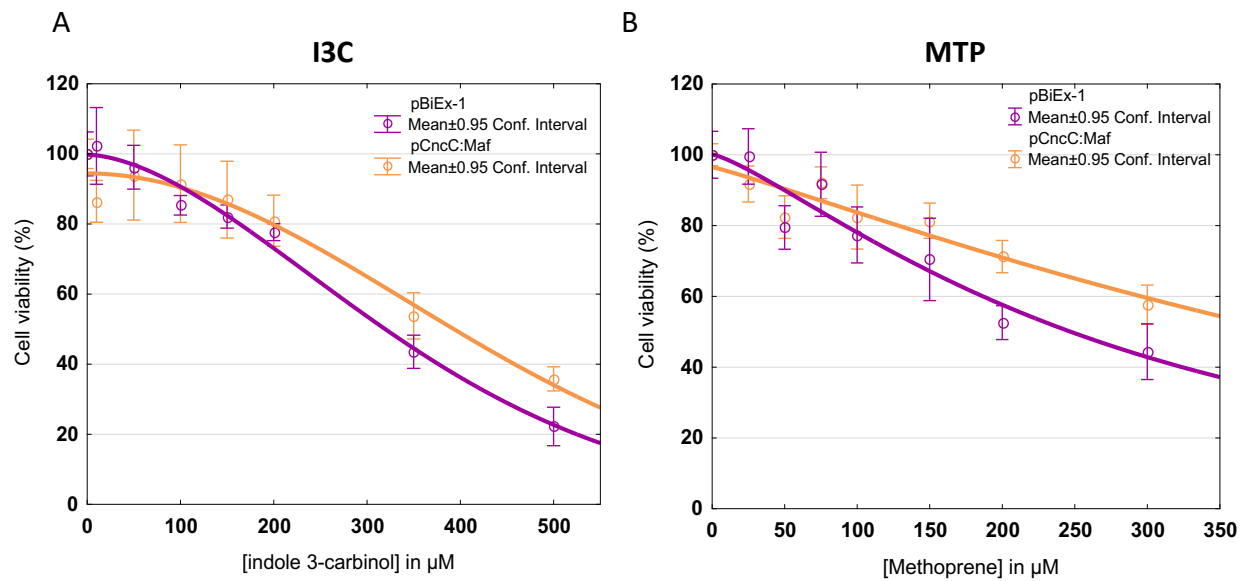 A
I3C
120
100
80
60
40
20
0
Cell viability (%)
pBiEx-1
Mean±0.95 Conf. Interval
pCncC:Maf
Mean±0.95 Conf. Interval
0 100 200 300 400 500
[indole 3-carbinol] in μM
B
MTP
120
100
80
60
40
20
0
Cell viability (%)
pBiEx-1
Mean±0.95 Conf. Interval
pCncC:Maf
Mean±0.95 Conf. Interval
0 50 100 150 200 250 300 350
[Methoprene] in μM